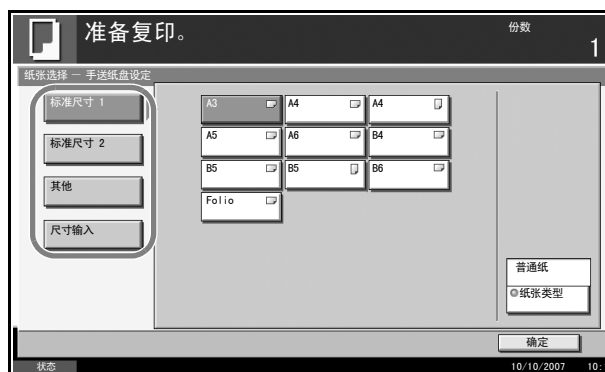 准备复印。
份数
1
纸张选择 － 手送纸盘设定
标准尺寸 1
标准尺寸 2
其他
尺寸输入
A3 A4 A4
A5 A6 B4
B5 B5 B6
Folio
普通纸
纸张类型
确定
状态 10/10/2007 10: